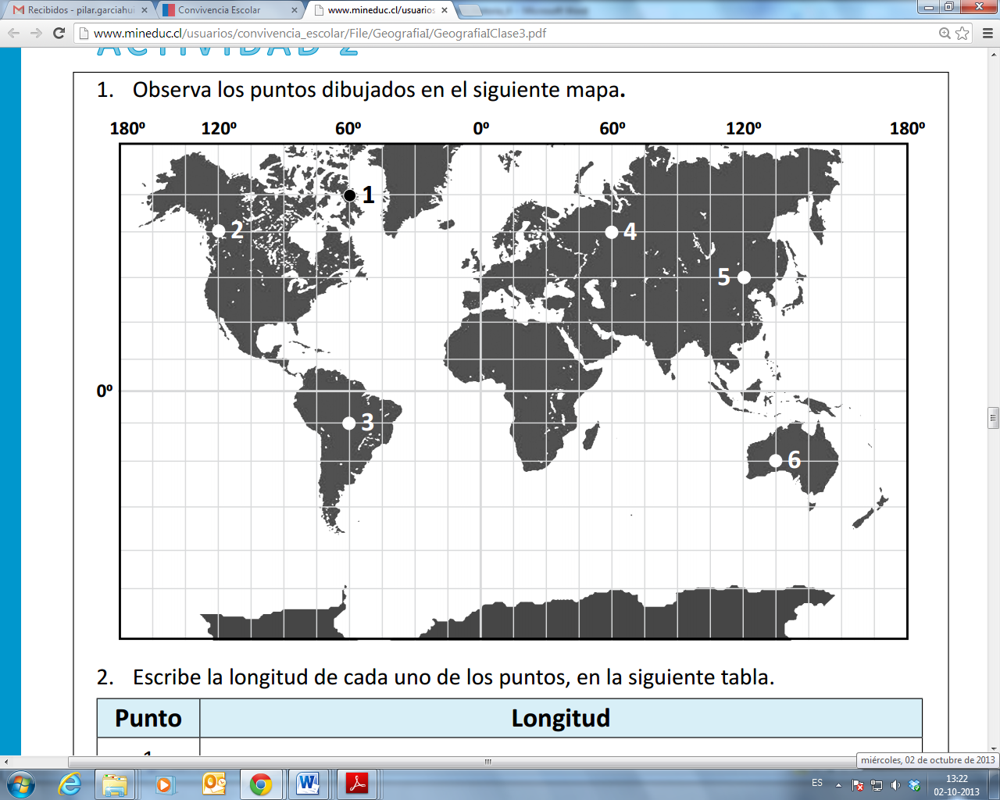 Recibidos - pilar.garciahui
Convivencia Escolar
www.mineduc.cl/usuarios
www.mineduc.cl/usuarios/convivencia_escolar/File/GeografiaI/GeografiaIClase3.pdf
ACTIVIDAD 2
1. Observa los puntos dibujados en el siguiente mapa.
180º 120º 60º 0º 60º 120º 180º
1
2
4
5
0º
3
6
2. Escribe la longitud de cada uno de los puntos, en la siguiente tabla.
Punto Longitud
1
miércoles, 02 de octubre de 2013
ES
13:22
02-10-2013